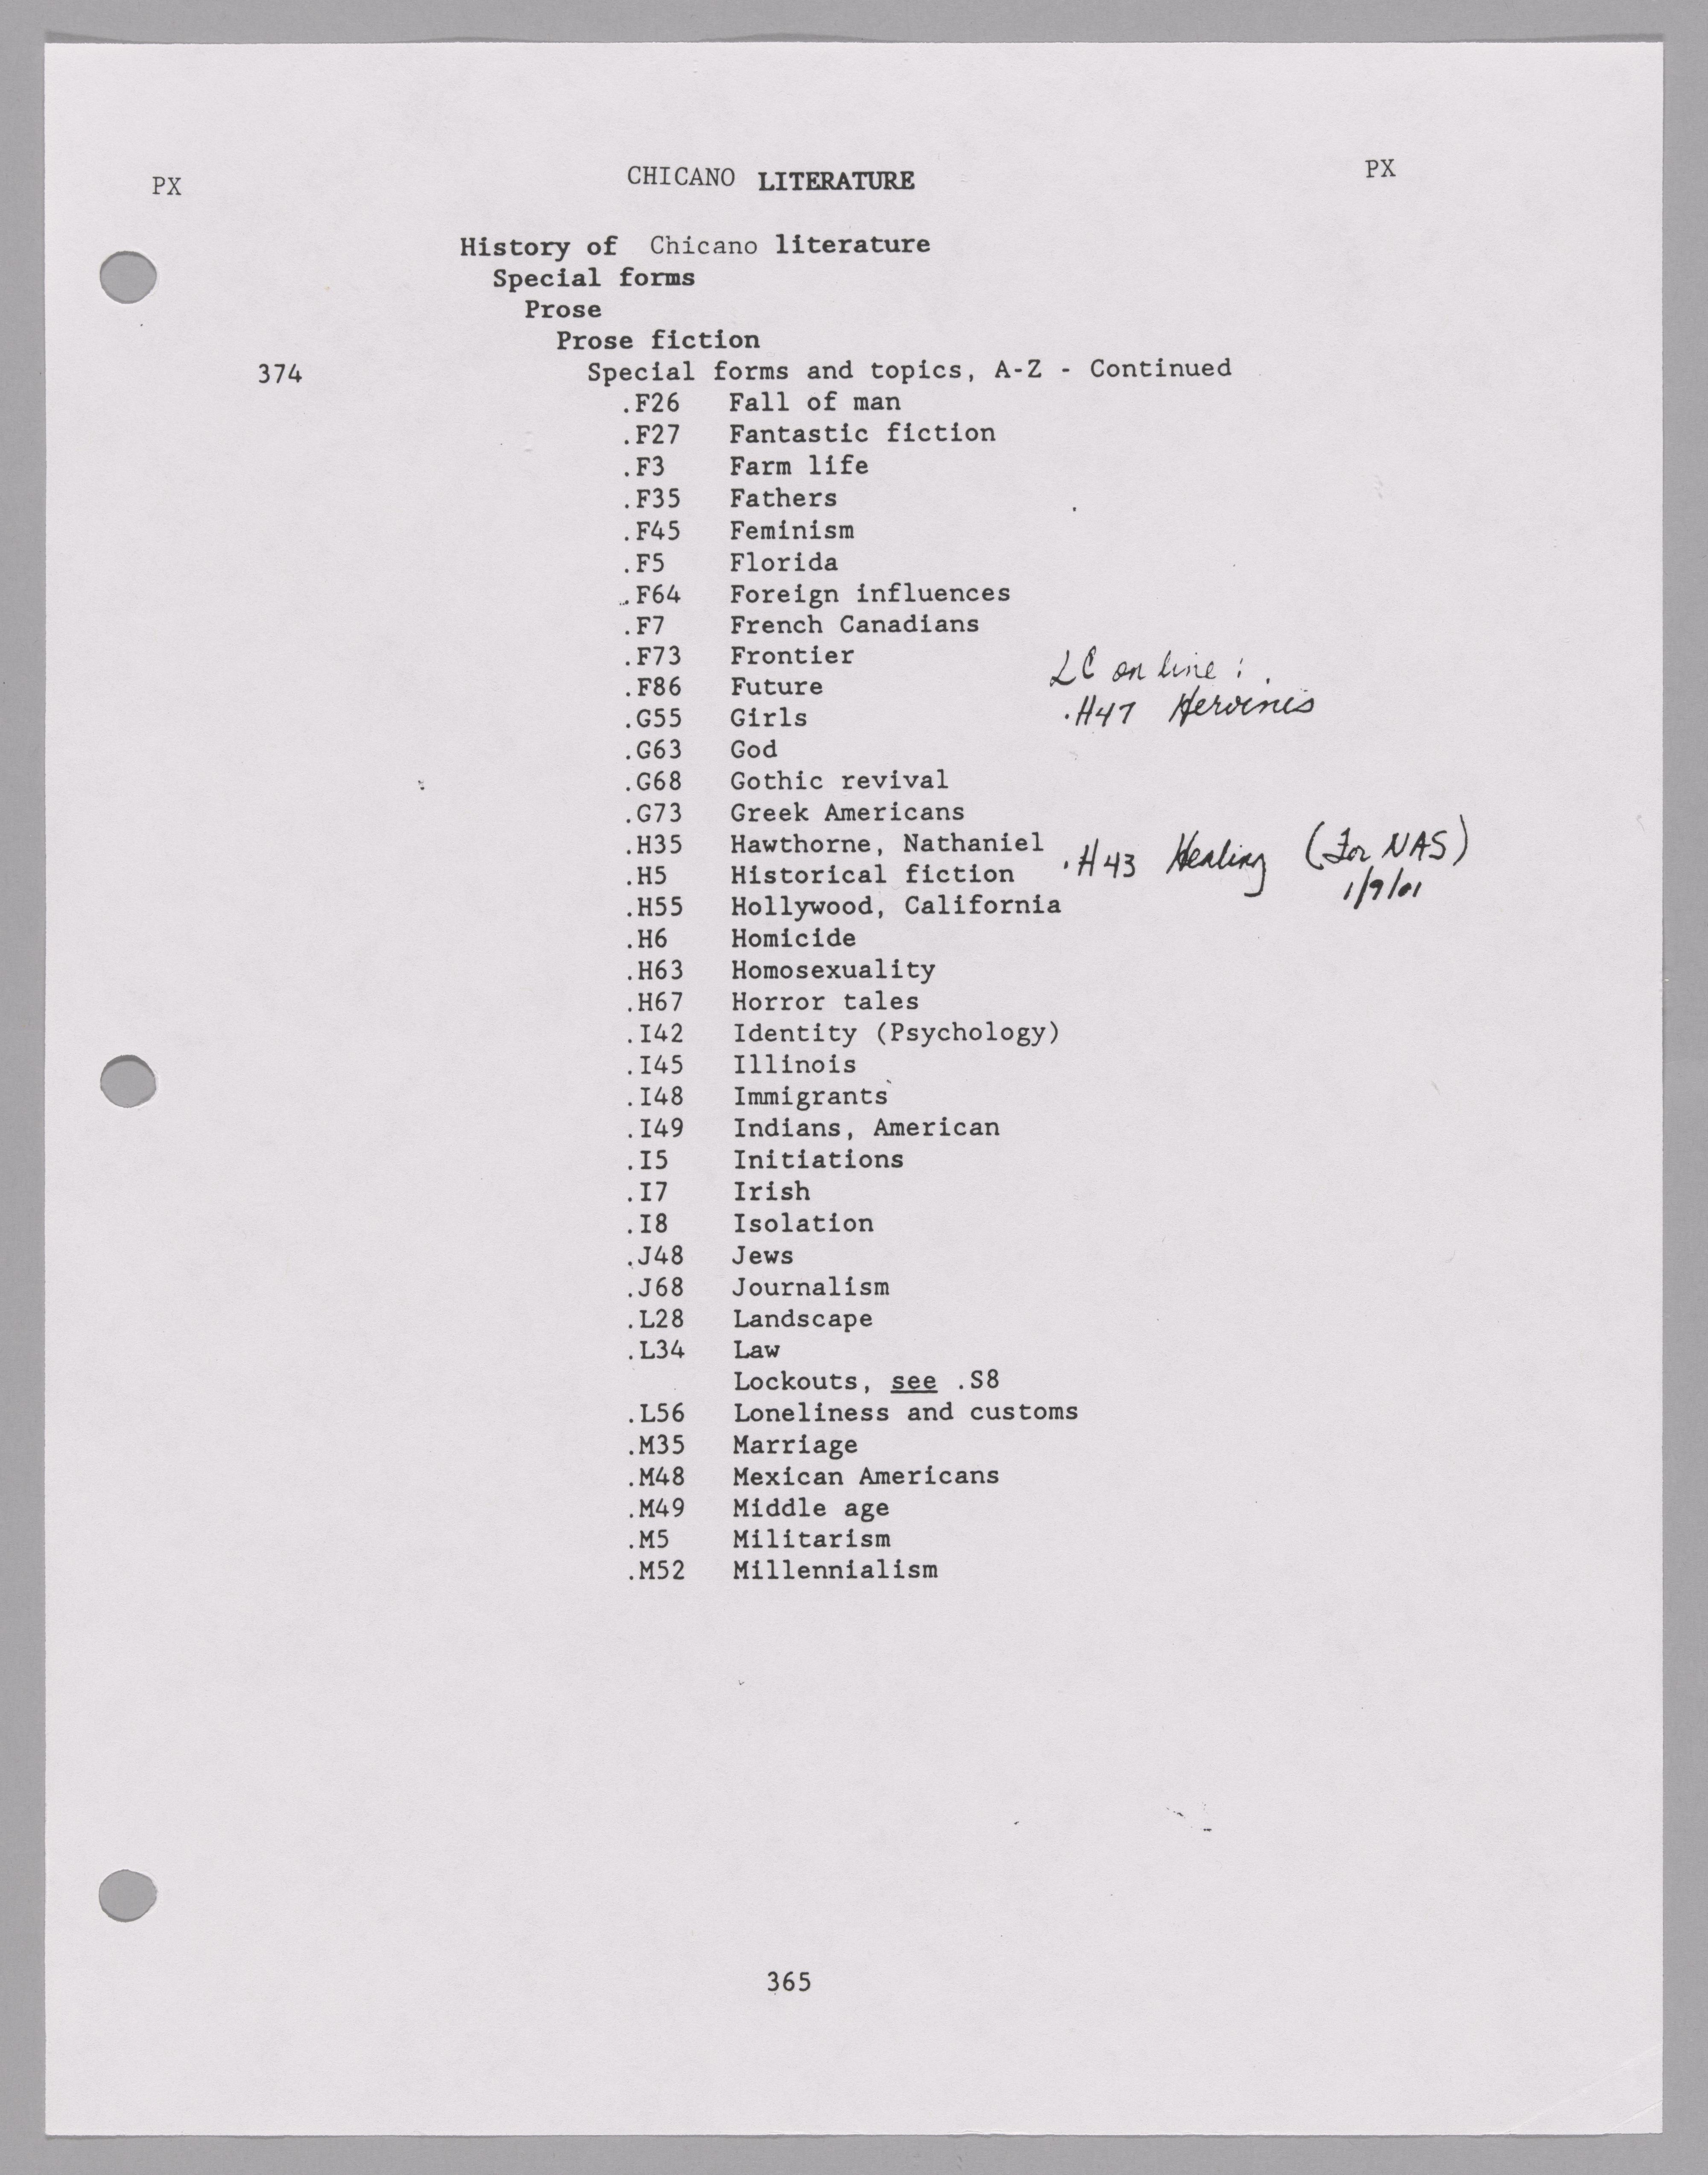 PX CHICANO LITERATURE PX
History of Chicano literature
Special forms
Prose
Prose fiction
374 Special forms and topics, A-Z - Continued
.F26 Fall of man
.F27 Fantastic fiction
.F3 Farm life
.F35 Fathers
.F45 Feminism
.F5 Florida
.F64 Foreign influences
.F7 French Canadians
.F73 Frontier
LC on line:
.F86 Future
.G55 Girls
.H47 Heroines
.G63 God
.G68 Gothic revival
.G73 Greek Americans
.H35 Hawthorne, Nathaniel
.H43 Healing (For NAS)
1/9/01
.H5 Historical fiction
.H55 Hollywood, California
.H6 Homicide
.H63 Homosexuality
.H67 Horror tales
.I42 Identity (Psychology)
.I45 Illinois
.I48 Immigrants
.I49 Indians, American
.I5 Initiations
.I7 Irish
.I8 Isolation
.J48 Jews
.J68 Journalism
.L28 Landscape
.L34 Law
Lockouts, see .S8
.L56 Loneliness and customs
.M35 Marriage
.M48 Mexican Americans
.M49 Middle age
.M5 Militarism
.M52 Millennialism
365